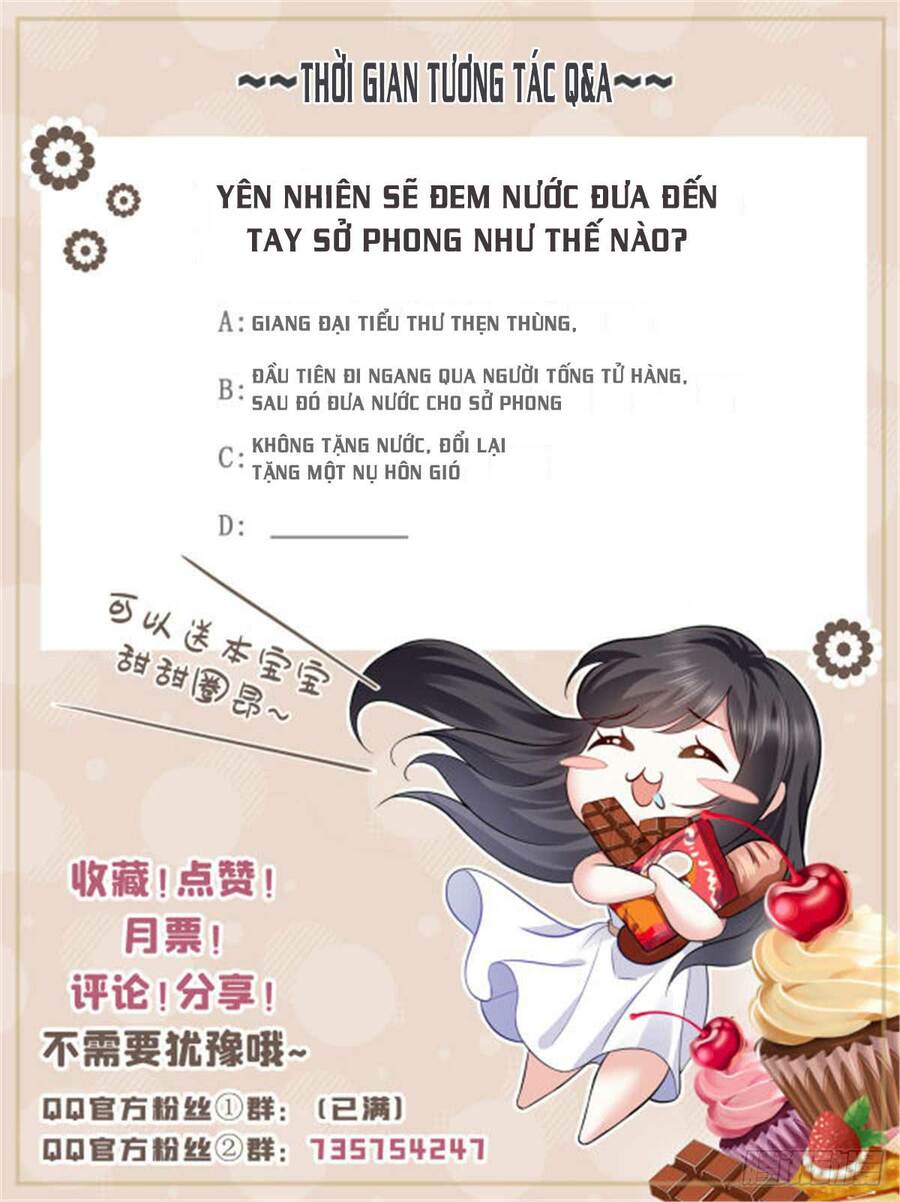 ~~THỜI GIAN TƯƠNG TÁC Q&A~~
YÊN NHIÊN SẼ ĐEM NƯỚC ĐƯA ĐẾN
TAY SỞ PHONG NHƯ THẾ NÀO?
A: GIANG ĐẠI TIỂU THƯ THẸN THÙNG,
B: ĐẦU TIÊN ĐI NGANG QUA NGƯỜI TỐNG TỬ HÀNG,
SAU ĐÓ ĐƯA NƯỚC CHO SỞ PHONG
C: KHÔNG TẶNG NƯỚC, ĐỔI LẠI
TẶNG MỘT NỤ HÔN GIÓ
D:
可以送本宝宝
甜甜圈昂~
收藏!点赞!
月票!
评论!分享!
不需要犹豫哦~
QQ官方粉丝①群:(已满)
QQ官方粉丝②群:735754247